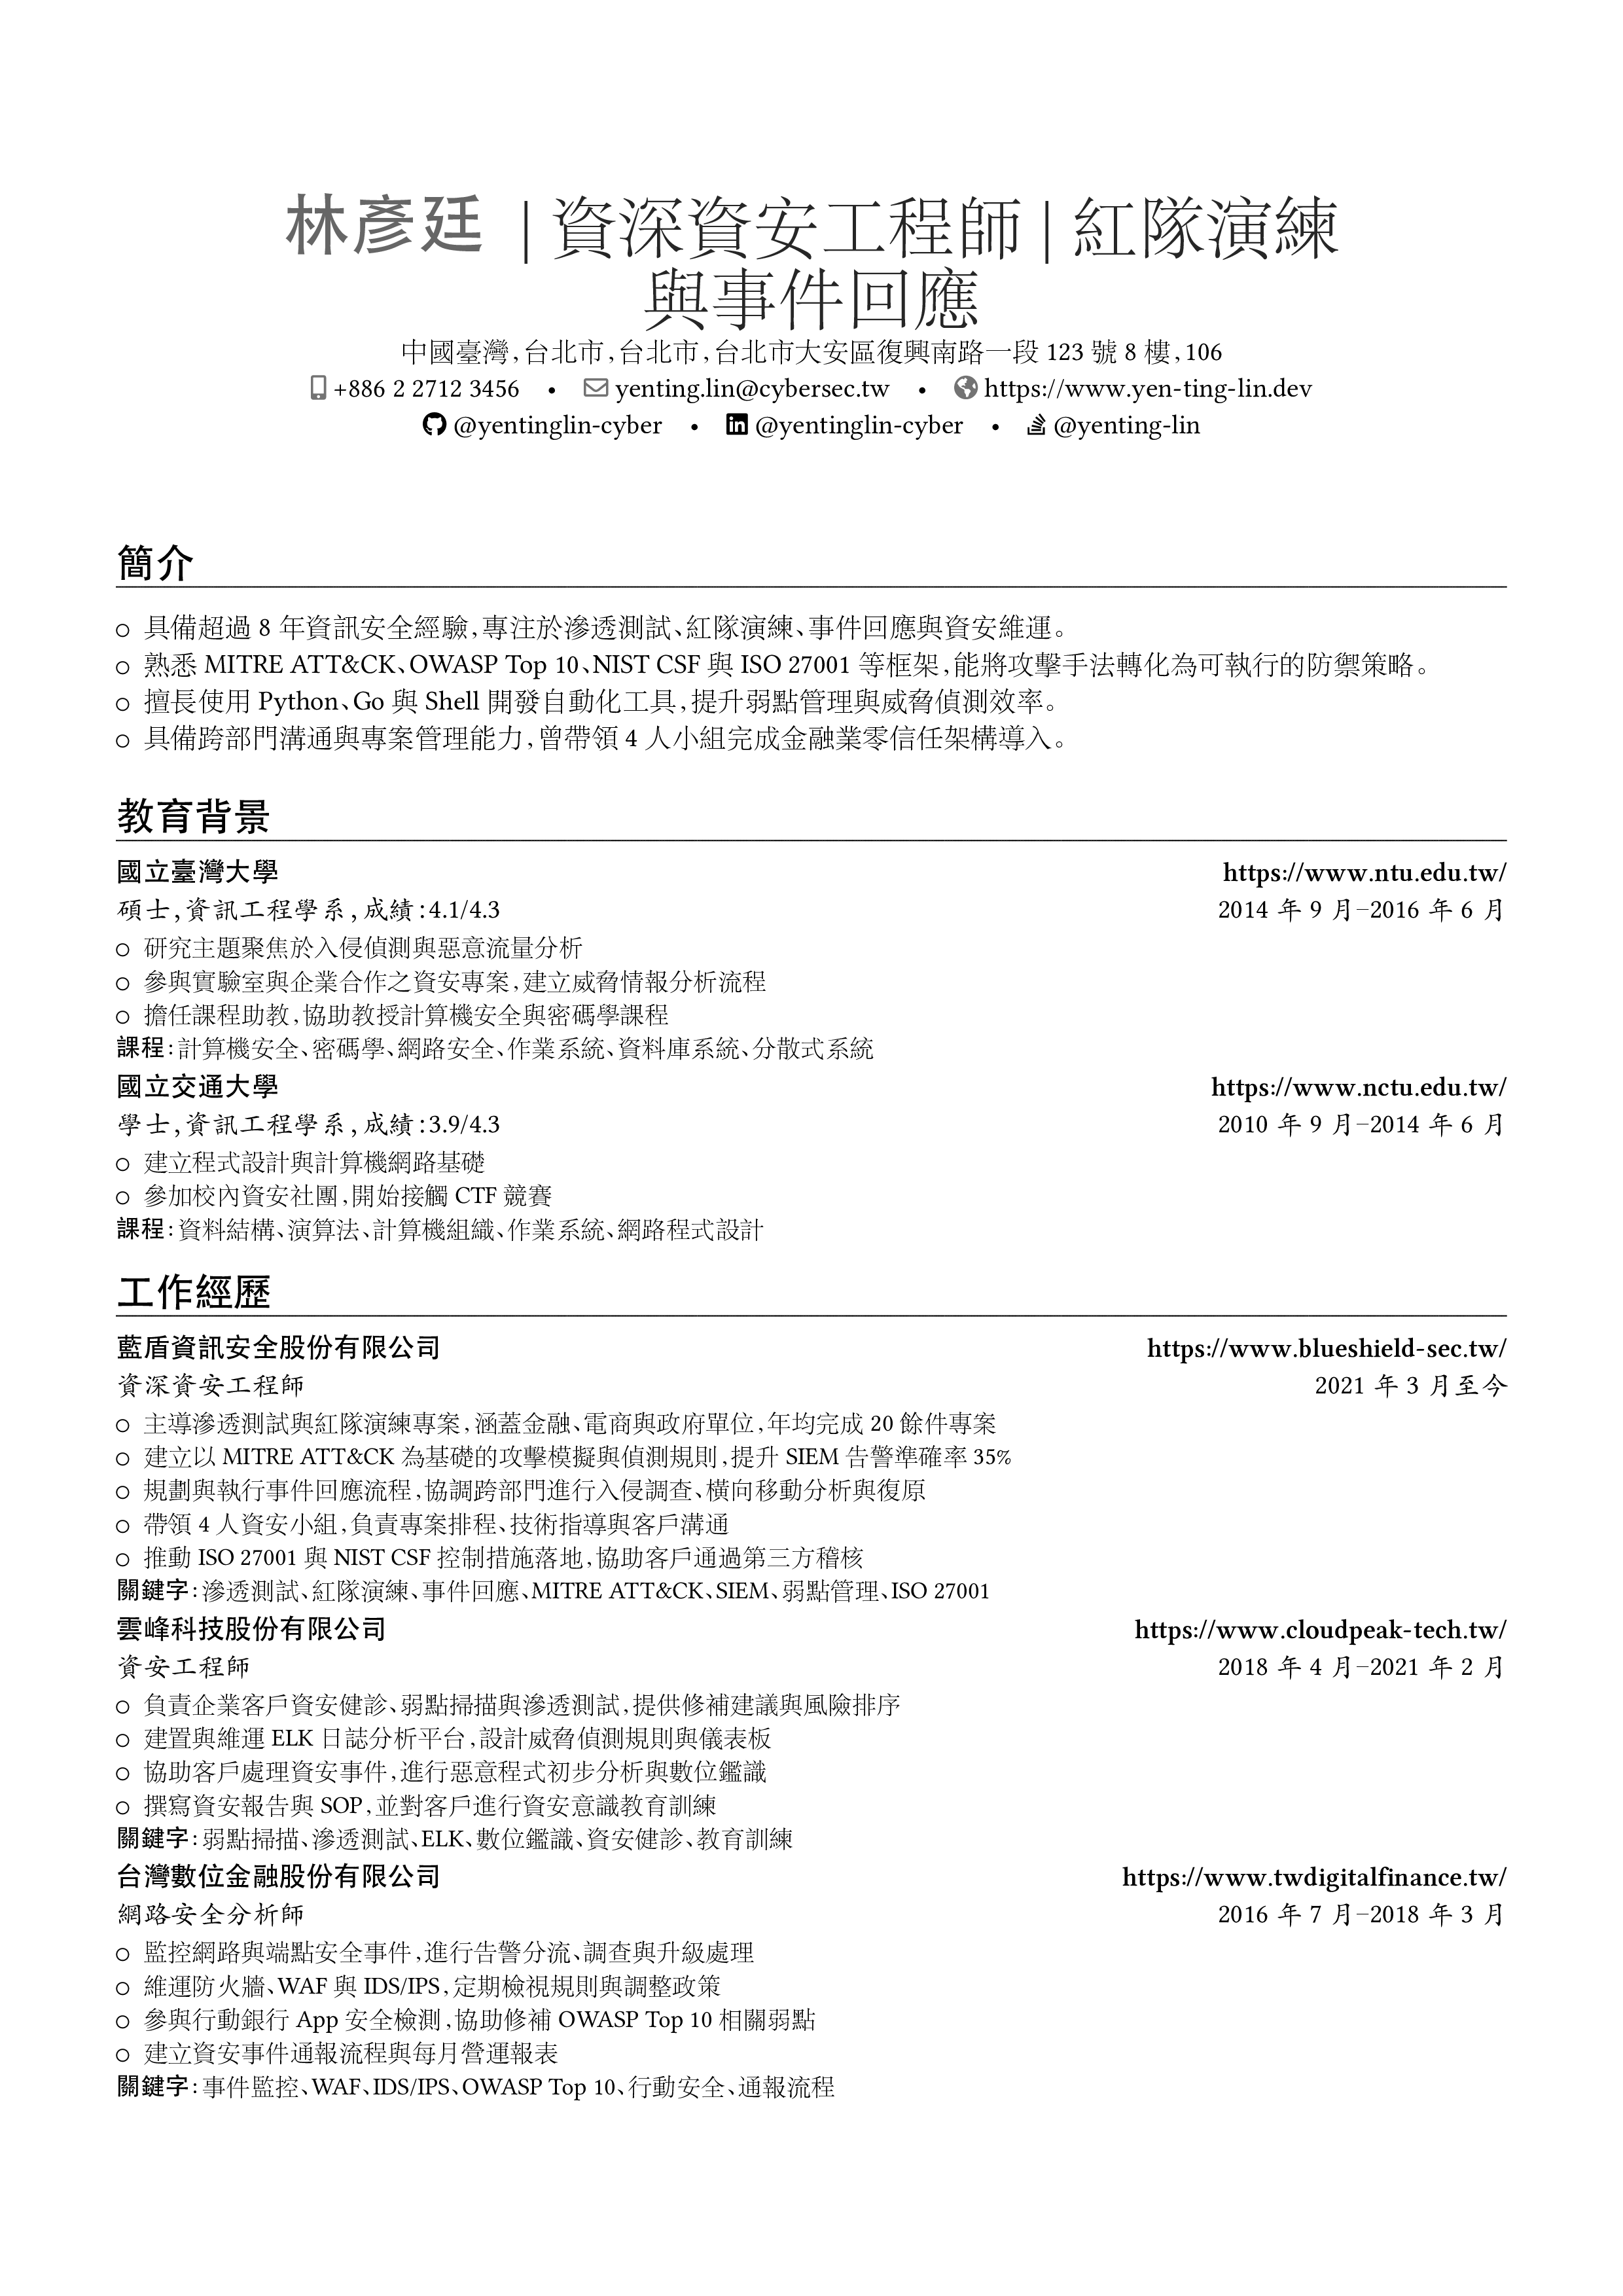 林彥廷 | 資深資安工程師 | 紅隊演練
與事件回應
中國臺灣,台北市,台北市,台北市大安區復興南路一段 123 號 8 樓,106
+886 2 2712 3456 • yenting.lin@cybersec.tw • https://www.yen-ting-lin.dev
@yentinglin-cyber • @yentinglin-cyber • @yenting-lin
簡介
○ 具備超過 8 年資訊安全經驗,專注於滲透測試、紅隊演練、事件回應與資安維運。
○ 熟悉 MITRE ATT&CK、OWASP Top 10、NIST CSF 與 ISO 27001 等框架,能將攻擊手法轉化為可執行的防禦策略。
○ 擅長使用 Python、Go 與 Shell 開發自動化工具,提升弱點管理與威脅偵測效率。
○ 具備跨部門溝通與專案管理能力,曾帶領 4 人小組完成金融業零信任架構導入。
教育背景
國立臺灣大學 https://www.ntu.edu.tw/
碩士,資訊工程學系,成績:4.1/4.3 2014 年 9 月–2016 年 6 月
○ 研究主題聚焦於入侵偵測與惡意流量分析
○ 參與實驗室與企業合作之資安專案,建立威脅情報分析流程
○ 擔任課程助教,協助教授計算機安全與密碼學課程
課程:計算機安全、密碼學、網路安全、作業系統、資料庫系統、分散式系統
國立交通大學 https://www.nctu.edu.tw/
學士,資訊工程學系,成績:3.9/4.3 2010 年 9 月–2014 年 6 月
○ 建立程式設計與計算機網路基礎
○ 參加校內資安社團,開始接觸 CTF 競賽
課程:資料結構、演算法、計算機組織、作業系統、網路程式設計
工作經歷
藍盾資訊安全股份有限公司 https://www.blueshield-sec.tw/
資深資安工程師 2021 年 3 月至今
○ 主導滲透測試與紅隊演練專案,涵蓋金融、電商與政府單位,年均完成 20 餘件專案
○ 建立以 MITRE ATT&CK 為基礎的攻擊模擬與偵測規則,提升 SIEM 告警準確率 35%
○ 規劃與執行事件回應流程,協調跨部門進行入侵調查、橫向移動分析與復原
○ 帶領 4 人資安小組,負責專案排程、技術指導與客戶溝通
○ 推動 ISO 27001 與 NIST CSF 控制措施落地,協助客戶通過第三方稽核
關鍵字:滲透測試、紅隊演練、事件回應、MITRE ATT&CK、SIEM、弱點管理、ISO 27001
雲峰科技股份有限公司 https://www.cloudpeak-tech.tw/
資安工程師 2018 年 4 月–2021 年 2 月
○ 負責企業客戶資安健診、弱點掃描與滲透測試,提供修補建議與風險排序
○ 建置與維運 ELK 日誌分析平台,設計威脅偵測規則與儀表板
○ 協助客戶處理資安事件,進行惡意程式初步分析與數位鑑識
○ 撰寫資安報告與 SOP,並對客戶進行資安意識教育訓練
關鍵字:弱點掃描、滲透測試、ELK、數位鑑識、資安健診、教育訓練
台灣數位金融股份有限公司 https://www.twdigitalfinance.tw/
網路安全分析師 2016 年 7 月–2018 年 3 月
○ 監控網路與端點安全事件,進行告警分流、調查與升級處理
○ 維運防火牆、WAF 與 IDS/IPS,定期檢視規則與調整政策
○ 參與行動銀行 App 安全檢測,協助修補 OWASP Top 10 相關弱點
○ 建立資安事件通報流程與每月營運報表
關鍵字:事件監控、WAF、IDS/IPS、OWASP Top 10、行動安全、通報流程